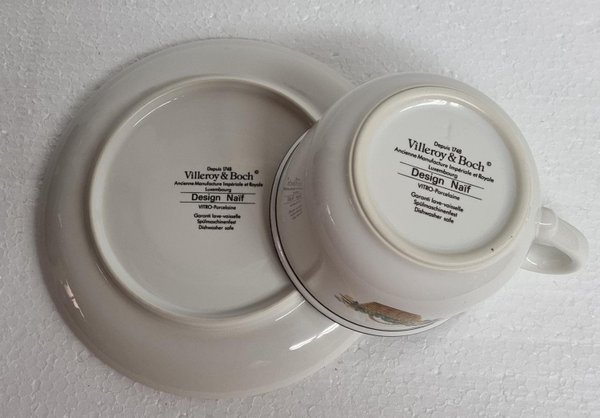 Depuis 1748
Villeroy & Boch®
Ancienne Manufacture Impériale et Royale
Luxembourg
Design Naïf
VITRO-Porcelaine
Garanti lave-vaisselle
Spülmaschinenfest
Dishwasher safe
Depuis 1748
Villeroy & Boch©
Ancienne Manufacture Impériale et Royale
Luxembourg
Design Naïf
VITRO-Porcelaine
Garanti lave-vaisselle
Spülmaschinenfest
Dishwasher safe